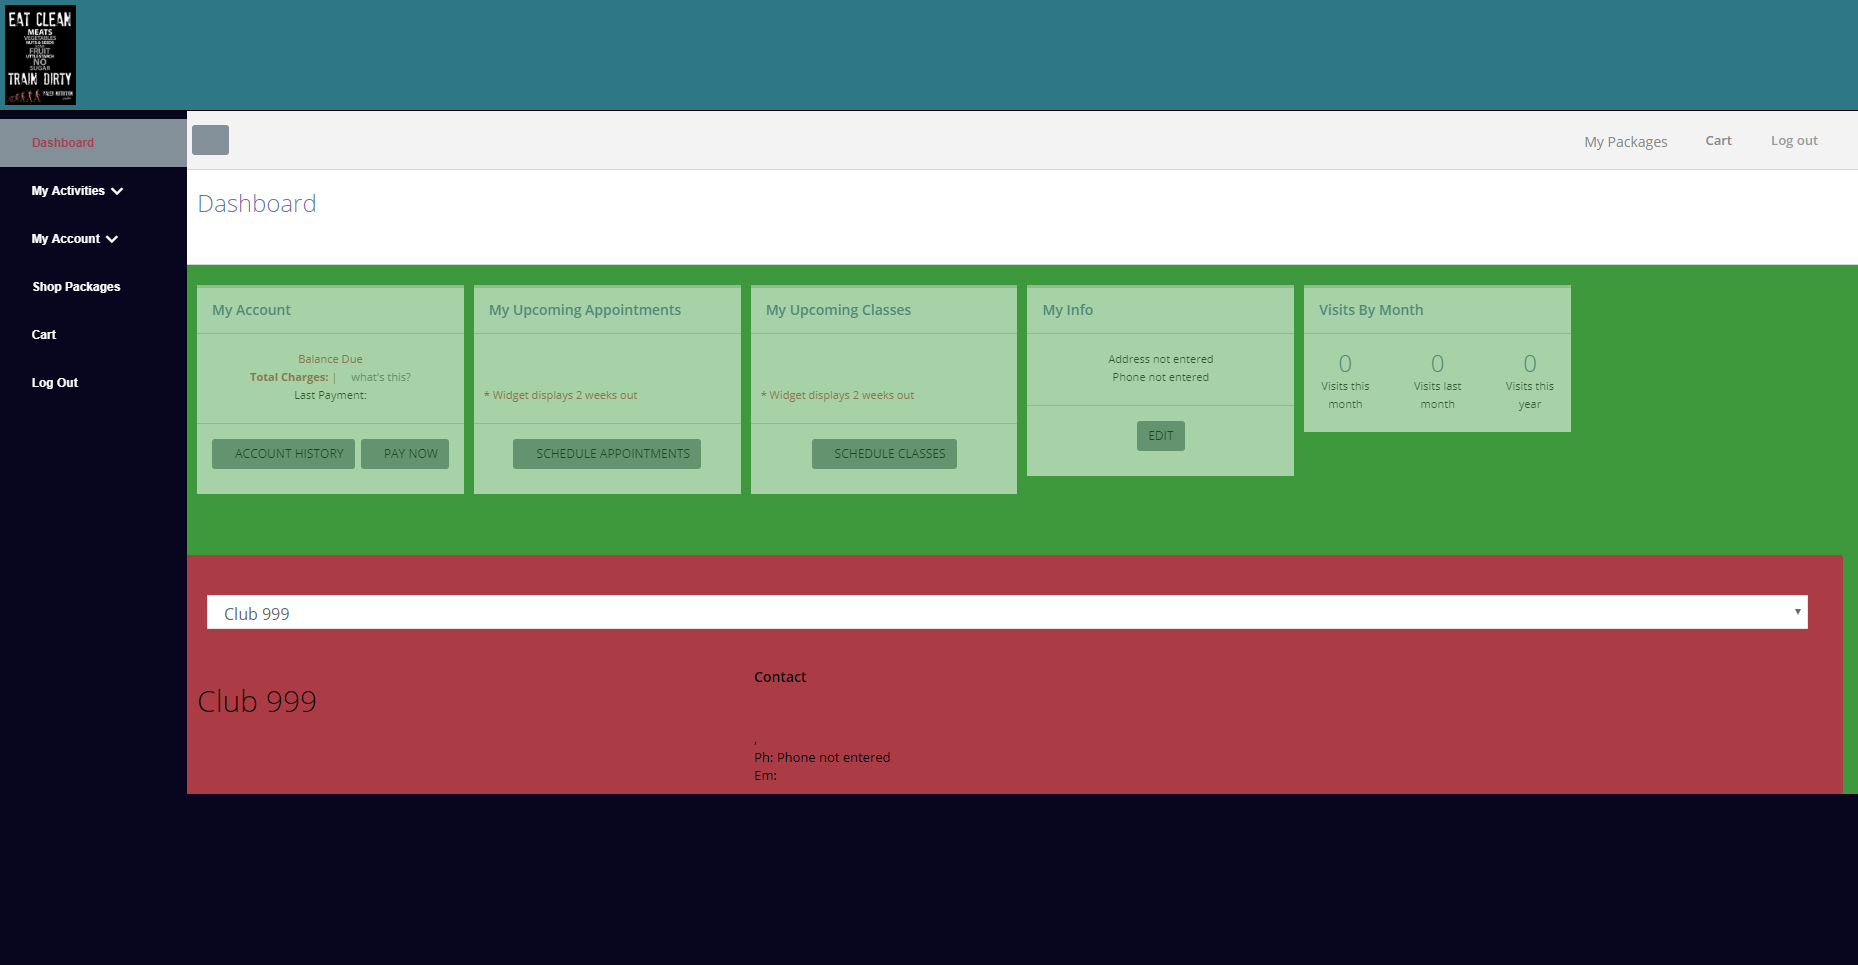 EAT CLEAN
MEATS
VEGETABLES
NUTS & SEEDS
FRUIT
LITTLE STARCH
NO
SUGAR
TRAIN DIRTY
Dashboard
My Activities
My Account
Shop Packages
Cart
Log Out
My Packages
Cart
Log out
Dashboard
My Account
Balance Due
Total Charges: | what's this?
Last Payment:
ACCOUNT HISTORY
PAY NOW
My Upcoming Appointments
* Widget displays 2 weeks out
SCHEDULE APPOINTMENTS
My Upcoming Classes
* Widget displays 2 weeks out
SCHEDULE CLASSES
My Info
Address not entered
Phone not entered
EDIT
Visits By Month
0
Visits this
month
0
Visits last
month
0
Visits this
year
Club 999
Club 999
Contact
,
Ph: Phone not entered
Em: